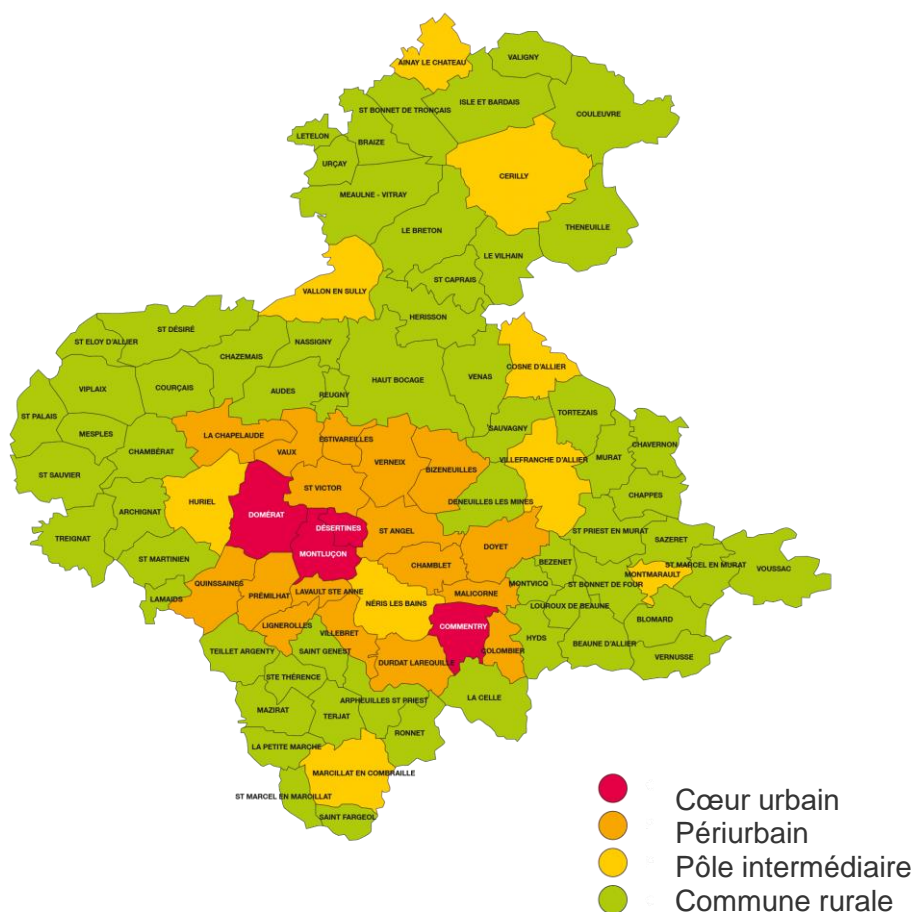 AINAY LE CHATEAU
VALIGNY
ISLE ET BARDAIS
ST BONNET DE TRONÇAIS
COULEUVRE
LETELON
BRAIZE
URÇAY
CERILLY
MEAULNE - VITRAY
THENEUILLE
LE BRETON
LE VILHAIN
ST CAPRAIS
VALLON EN SULLY
HERISSON
ST DÉSIRÉ
ST ELOY D'ALLIER
NASSIGNY
CHAZEMAIS
COSNE D'ALLIER
HAUT BOCAGE
VENAS
VIPLAIX
COURÇAIS
AUDES
REUGNY
ST PALAIS
TORTEZAIS
MESPLES
LA CHAPELAUDE
ESTIVAREILLES
SAUVAGNY
CHAVERNON
CHAMBÉRAT
VAUX
VERNEIX
BIZENEUILLES
VILLEFRANCHE D'ALLIER
MURAT
ST SAUVIER
ST VICTOR
CHAPPES
HURIEL
DENEUILLES LES MINES
ARCHIGNAT
DOMÉRAT
DÉSERTINES
ST ANGEL
ST PRIEST EN MURAT
TREIGNAT
SAZERET
DOYET
MONTLUÇON
ST MARTINIEN
CHAMBLET
BEZENET
ST MARCEL EN MURAT
VOUSSAC
MONTMARAULT
QUINSSAINES
MONTVICQ
ST BONNET DE FOUR
LAVAULT STE ANNE
MALICORNE
PRÉMILHAT
LAMAIDS
NÉRIS LES BAINS
LOUROUX DE BEAUNE
BLOMARD
LIGNEROLLES
COMMENTRY
VILLEBRET
HYDS
BEAUNE D'ALLIER
TEILLET ARGENTY
SAINT GENEST
COLOMBIER
VERNUSSE
DURDAT LAREQUILLE
STE THÉRENCE
LA CELLE
ARPHEUILLES ST PRIEST
MAZIRAT
TERJAT
RONNET
LA PETITE MARCHE
MARCILLAT EN COMBRAILLE
ST MARCEL EN MARCILLAT
SAINT FARGEOL
Cœur urbain
Périurbain
Pôle intermédiaire
Commune rurale